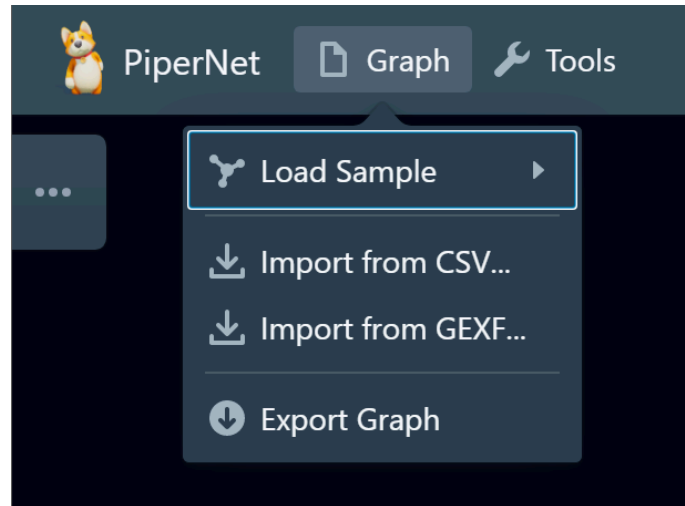 PiperNet Graph Tools
Load Sample
Import from CSV...
Import from GEXF...
Export Graph